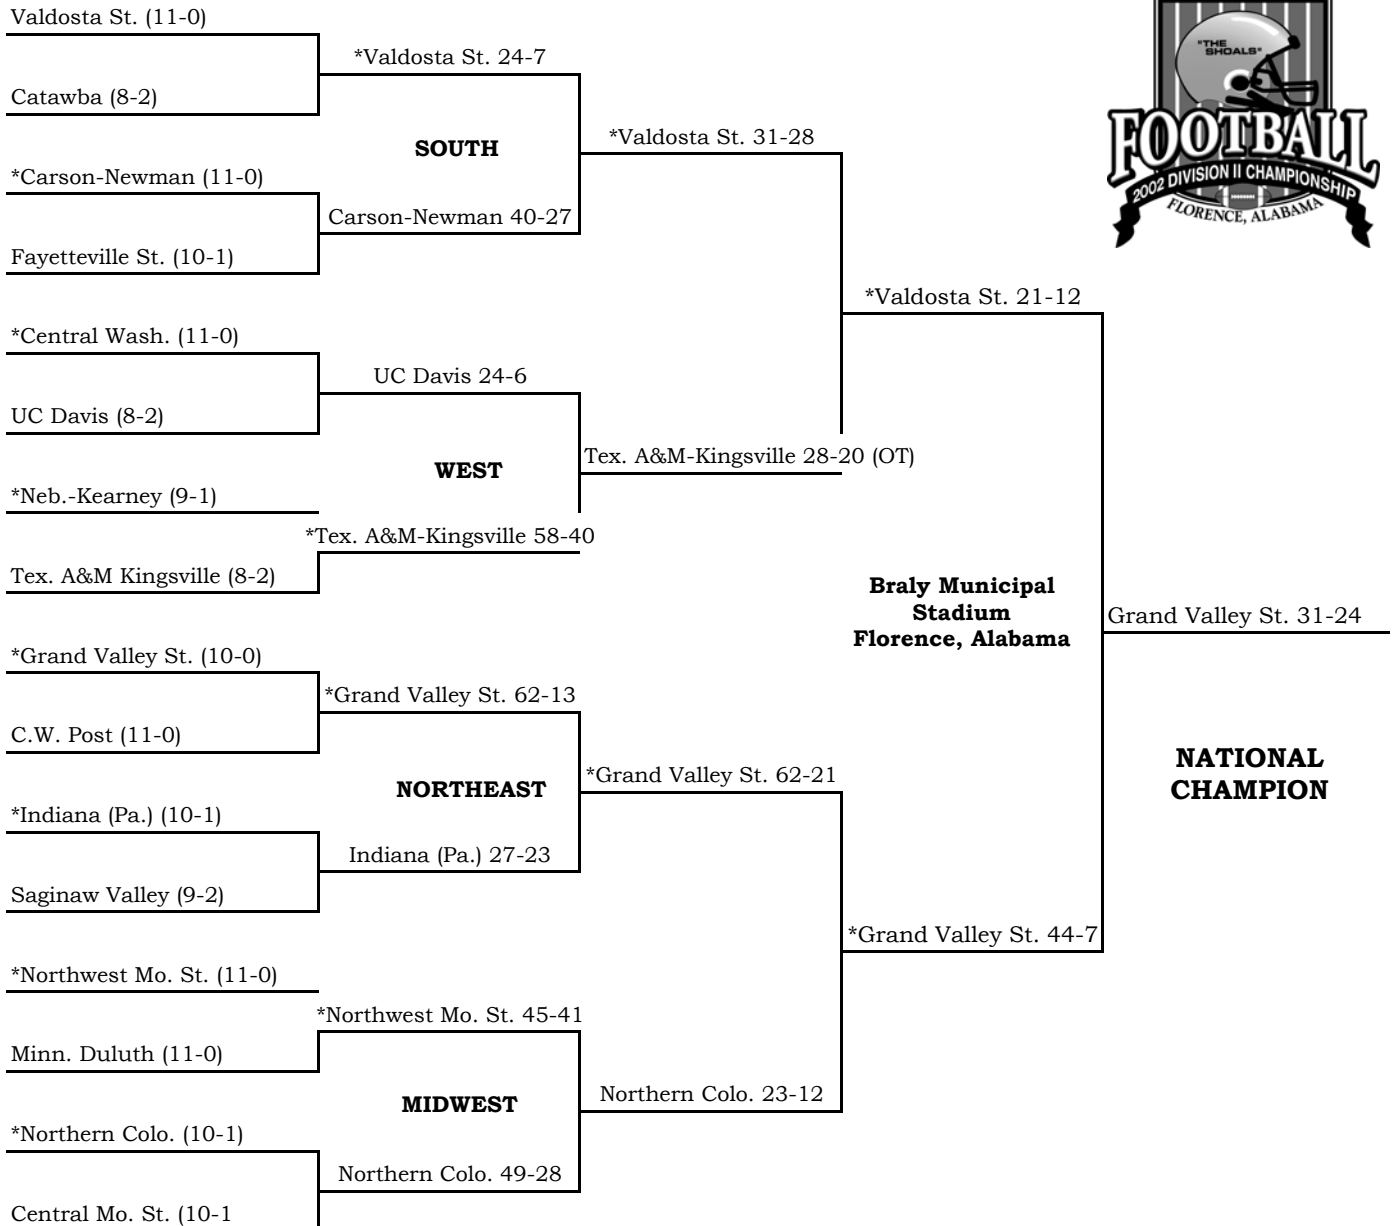 Valdosta St. (11-0)
*Valdosta St. 24-7
Catawba (8-2)
SOUTH
*Valdosta St. 31-28
*Carson-Newman (11-0)
Carson-Newman 40-27
Fayetteville St. (10-1)
*Valdosta St. 21-12
*Central Wash. (11-0)
UC Davis 24-6
UC Davis (8-2)
WEST
Tex. A&M-Kingsville 28-20 (OT)
*Neb.-Kearney (9-1)
*Tex. A&M-Kingsville 58-40
Tex. A&M Kingsville (8-2)
Braly Municipal
Stadium
Florence, Alabama
Grand Valley St. 31-24
*Grand Valley St. (10-0)
*Grand Valley St. 62-13
C.W. Post (11-0)
NATIONAL
CHAMPION
NORTHEAST
*Grand Valley St. 62-21
*Indiana (Pa.) (10-1)
Indiana (Pa.) 27-23
Saginaw Valley (9-2)
*Grand Valley St. 44-7
*Northwest Mo. St. (11-0)
*Northwest Mo. St. 45-41
Minn. Duluth (11-0)
MIDWEST
Northern Colo. 23-12
*Northern Colo. (10-1)
Northern Colo. 49-28
Central Mo. St. (10-1
"THE
SHOALS"
FOOTBALL
2002 DIVISION II CHAMPIONSHIP
FLORENCE, ALABAMA